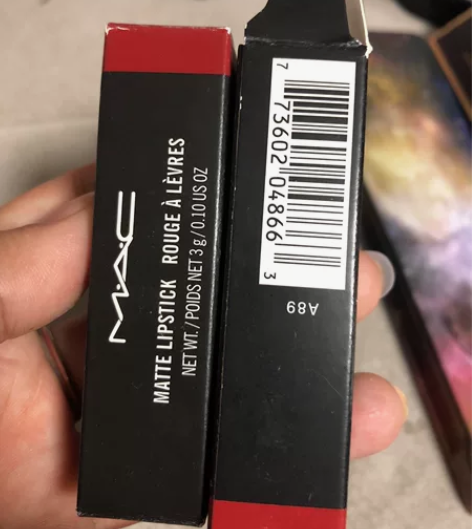 M·A·C
MATTE LIPSTICK ROUGE À LÈVRES
NET WT./POIDS NET 3 g/0.10 US OZ
7 73602 04866 3
A89